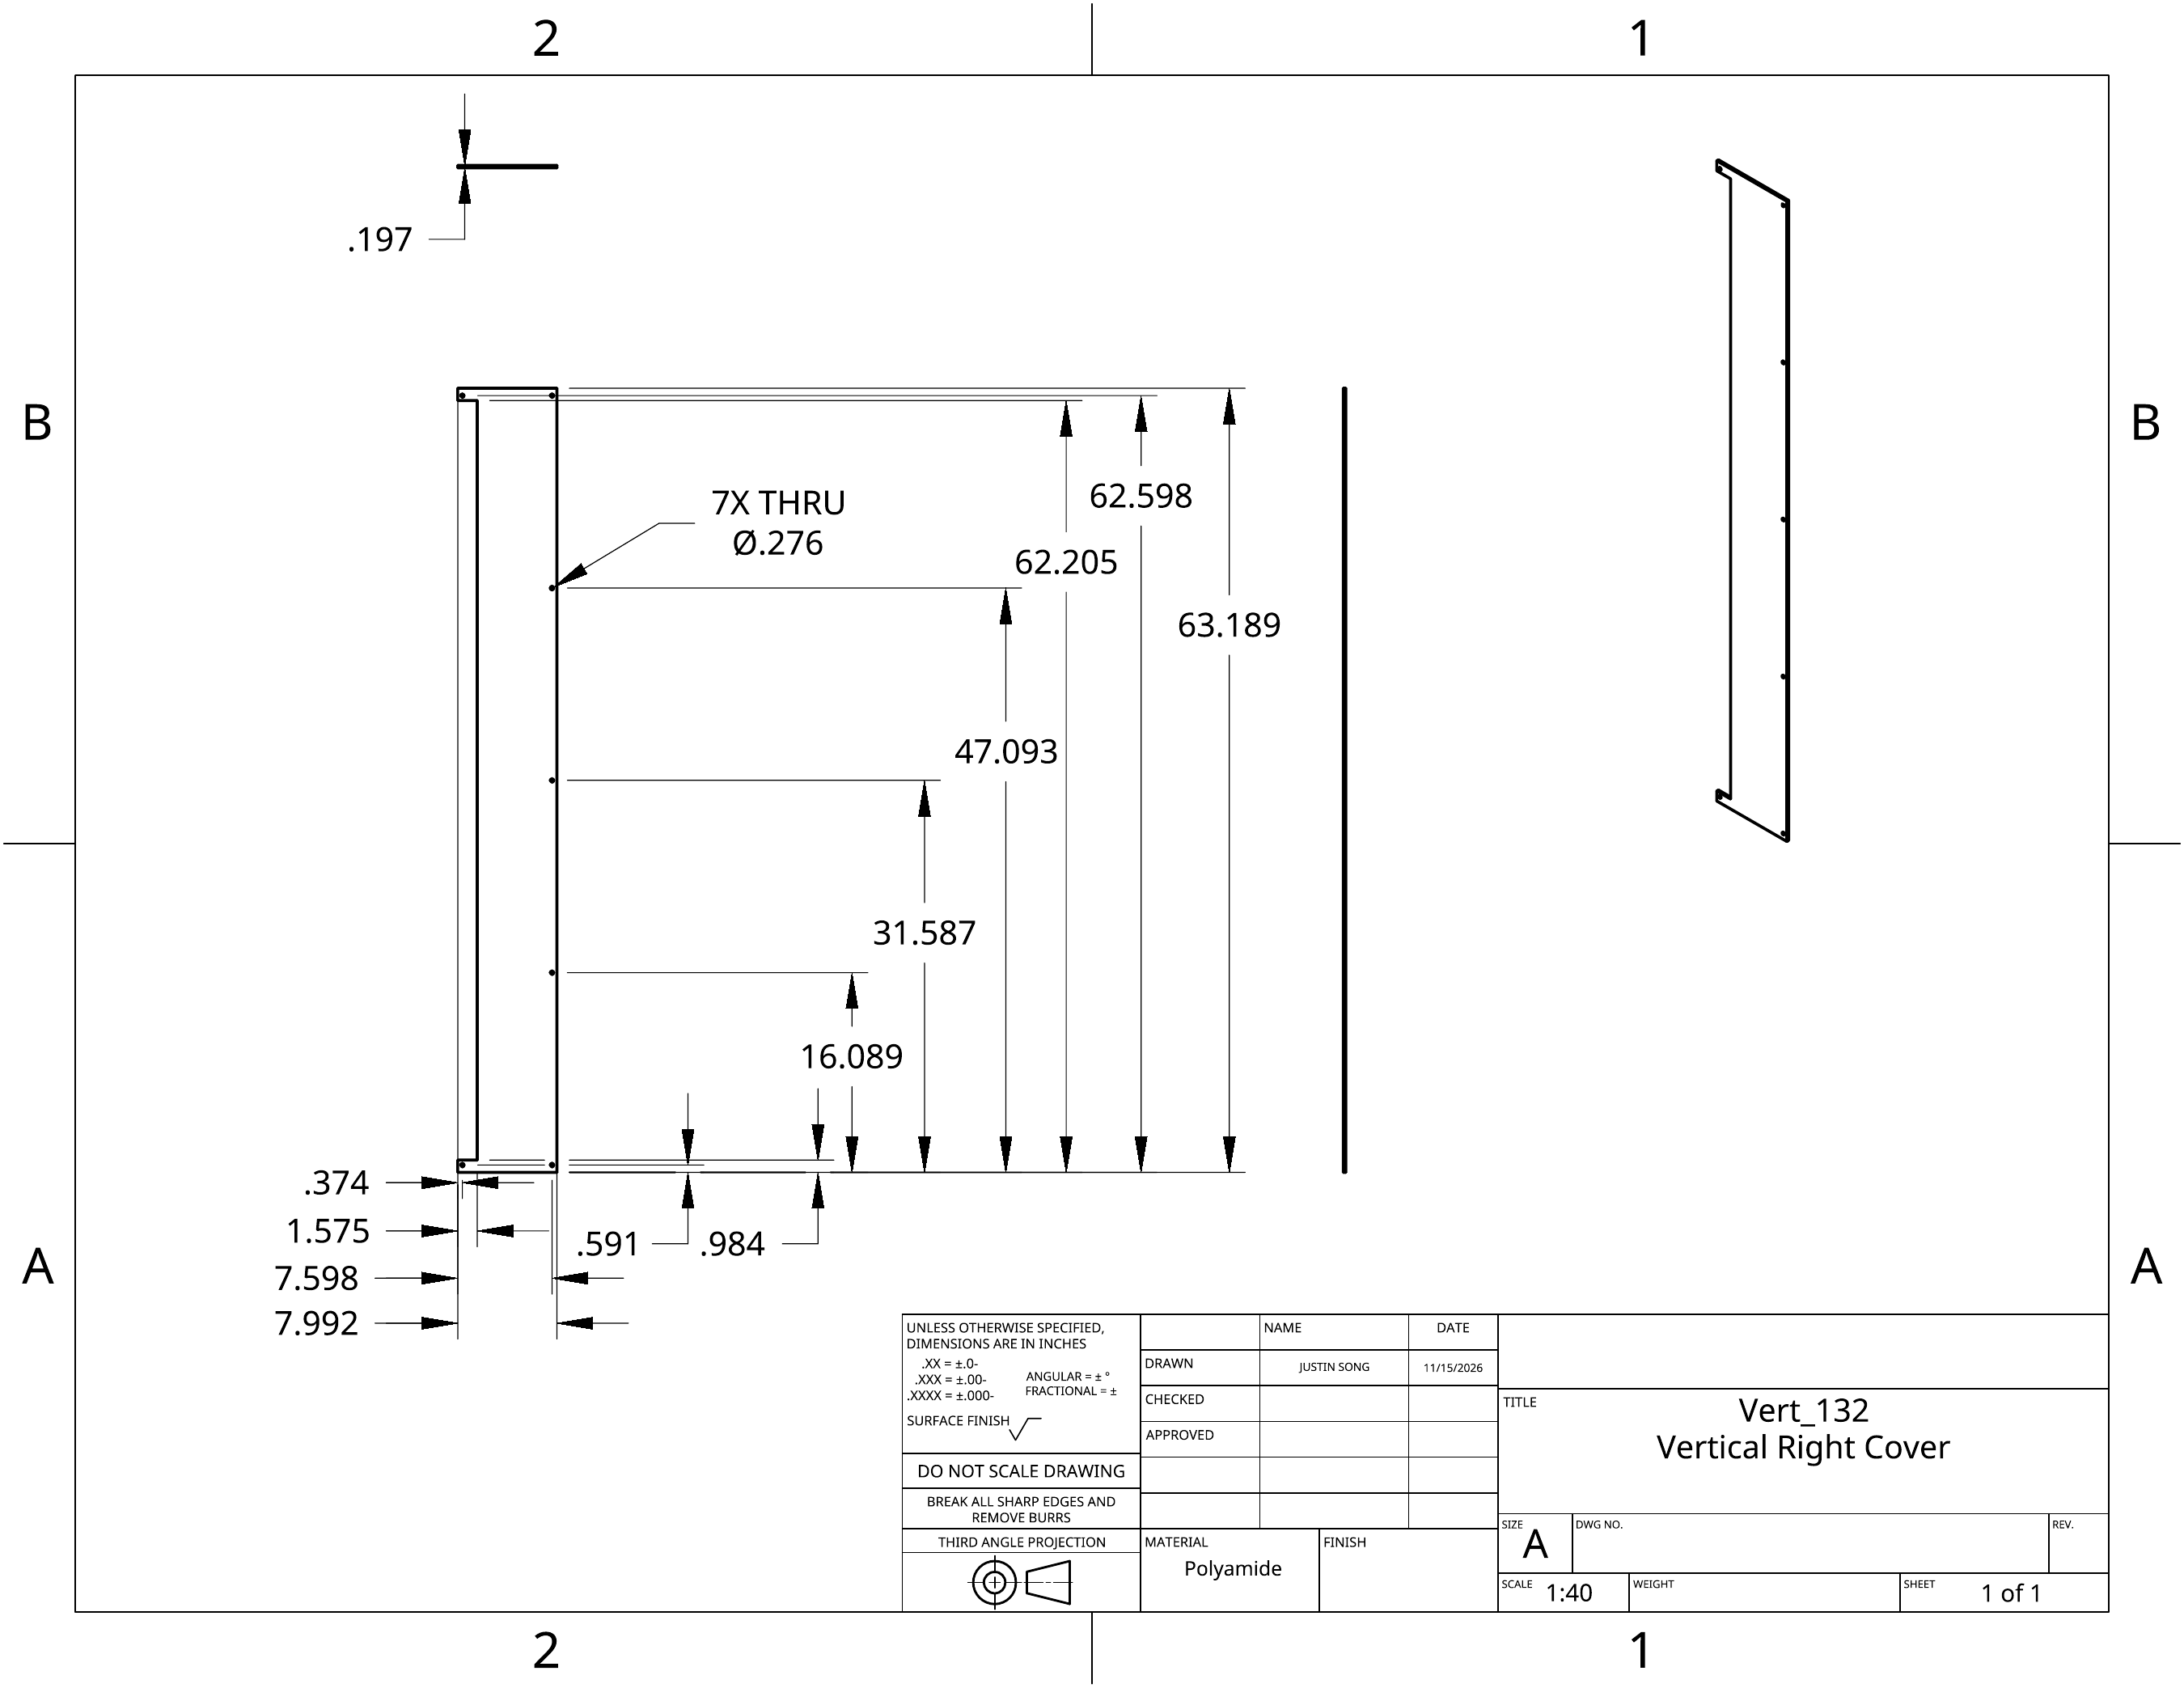 2
1
.197
B
B
62.598
7X THRU
Ø.276
62.205
63.189
47.093
31.587
16.089
.374
1.575
.591
.984
7.598
7.992
A
A
UNLESS OTHERWISE SPECIFIED,
DIMENSIONS ARE IN INCHES
.XX = ±.0-
.XXX = ±.00-
.XXXX = ±.000-
ANGULAR = ± °
FRACTIONAL = ±
SURFACE FINISH
DO NOT SCALE DRAWING
BREAK ALL SHARP EDGES AND
REMOVE BURRS
THIRD ANGLE PROJECTION
NAME
DATE
DRAWN
JUSTIN SONG
11/15/2026
CHECKED
APPROVED
MATERIAL
Polyamide
FINISH
TITLE
Vert_132
Vertical Right Cover
SIZE
A
DWG NO.
REV.
SCALE
1:40
WEIGHT
SHEET
1 of 1
2
1